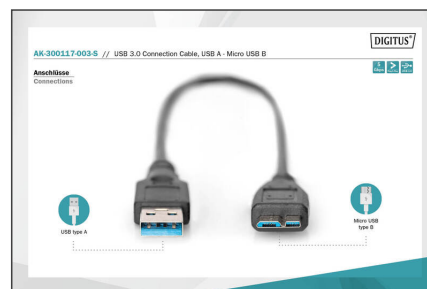 DIGITUS®
AK-300117-003-S // USB 3.0 Connection Cable, USB A - Micro USB B
Anschlüsse
Connections
USB type A
Micro USB
type B